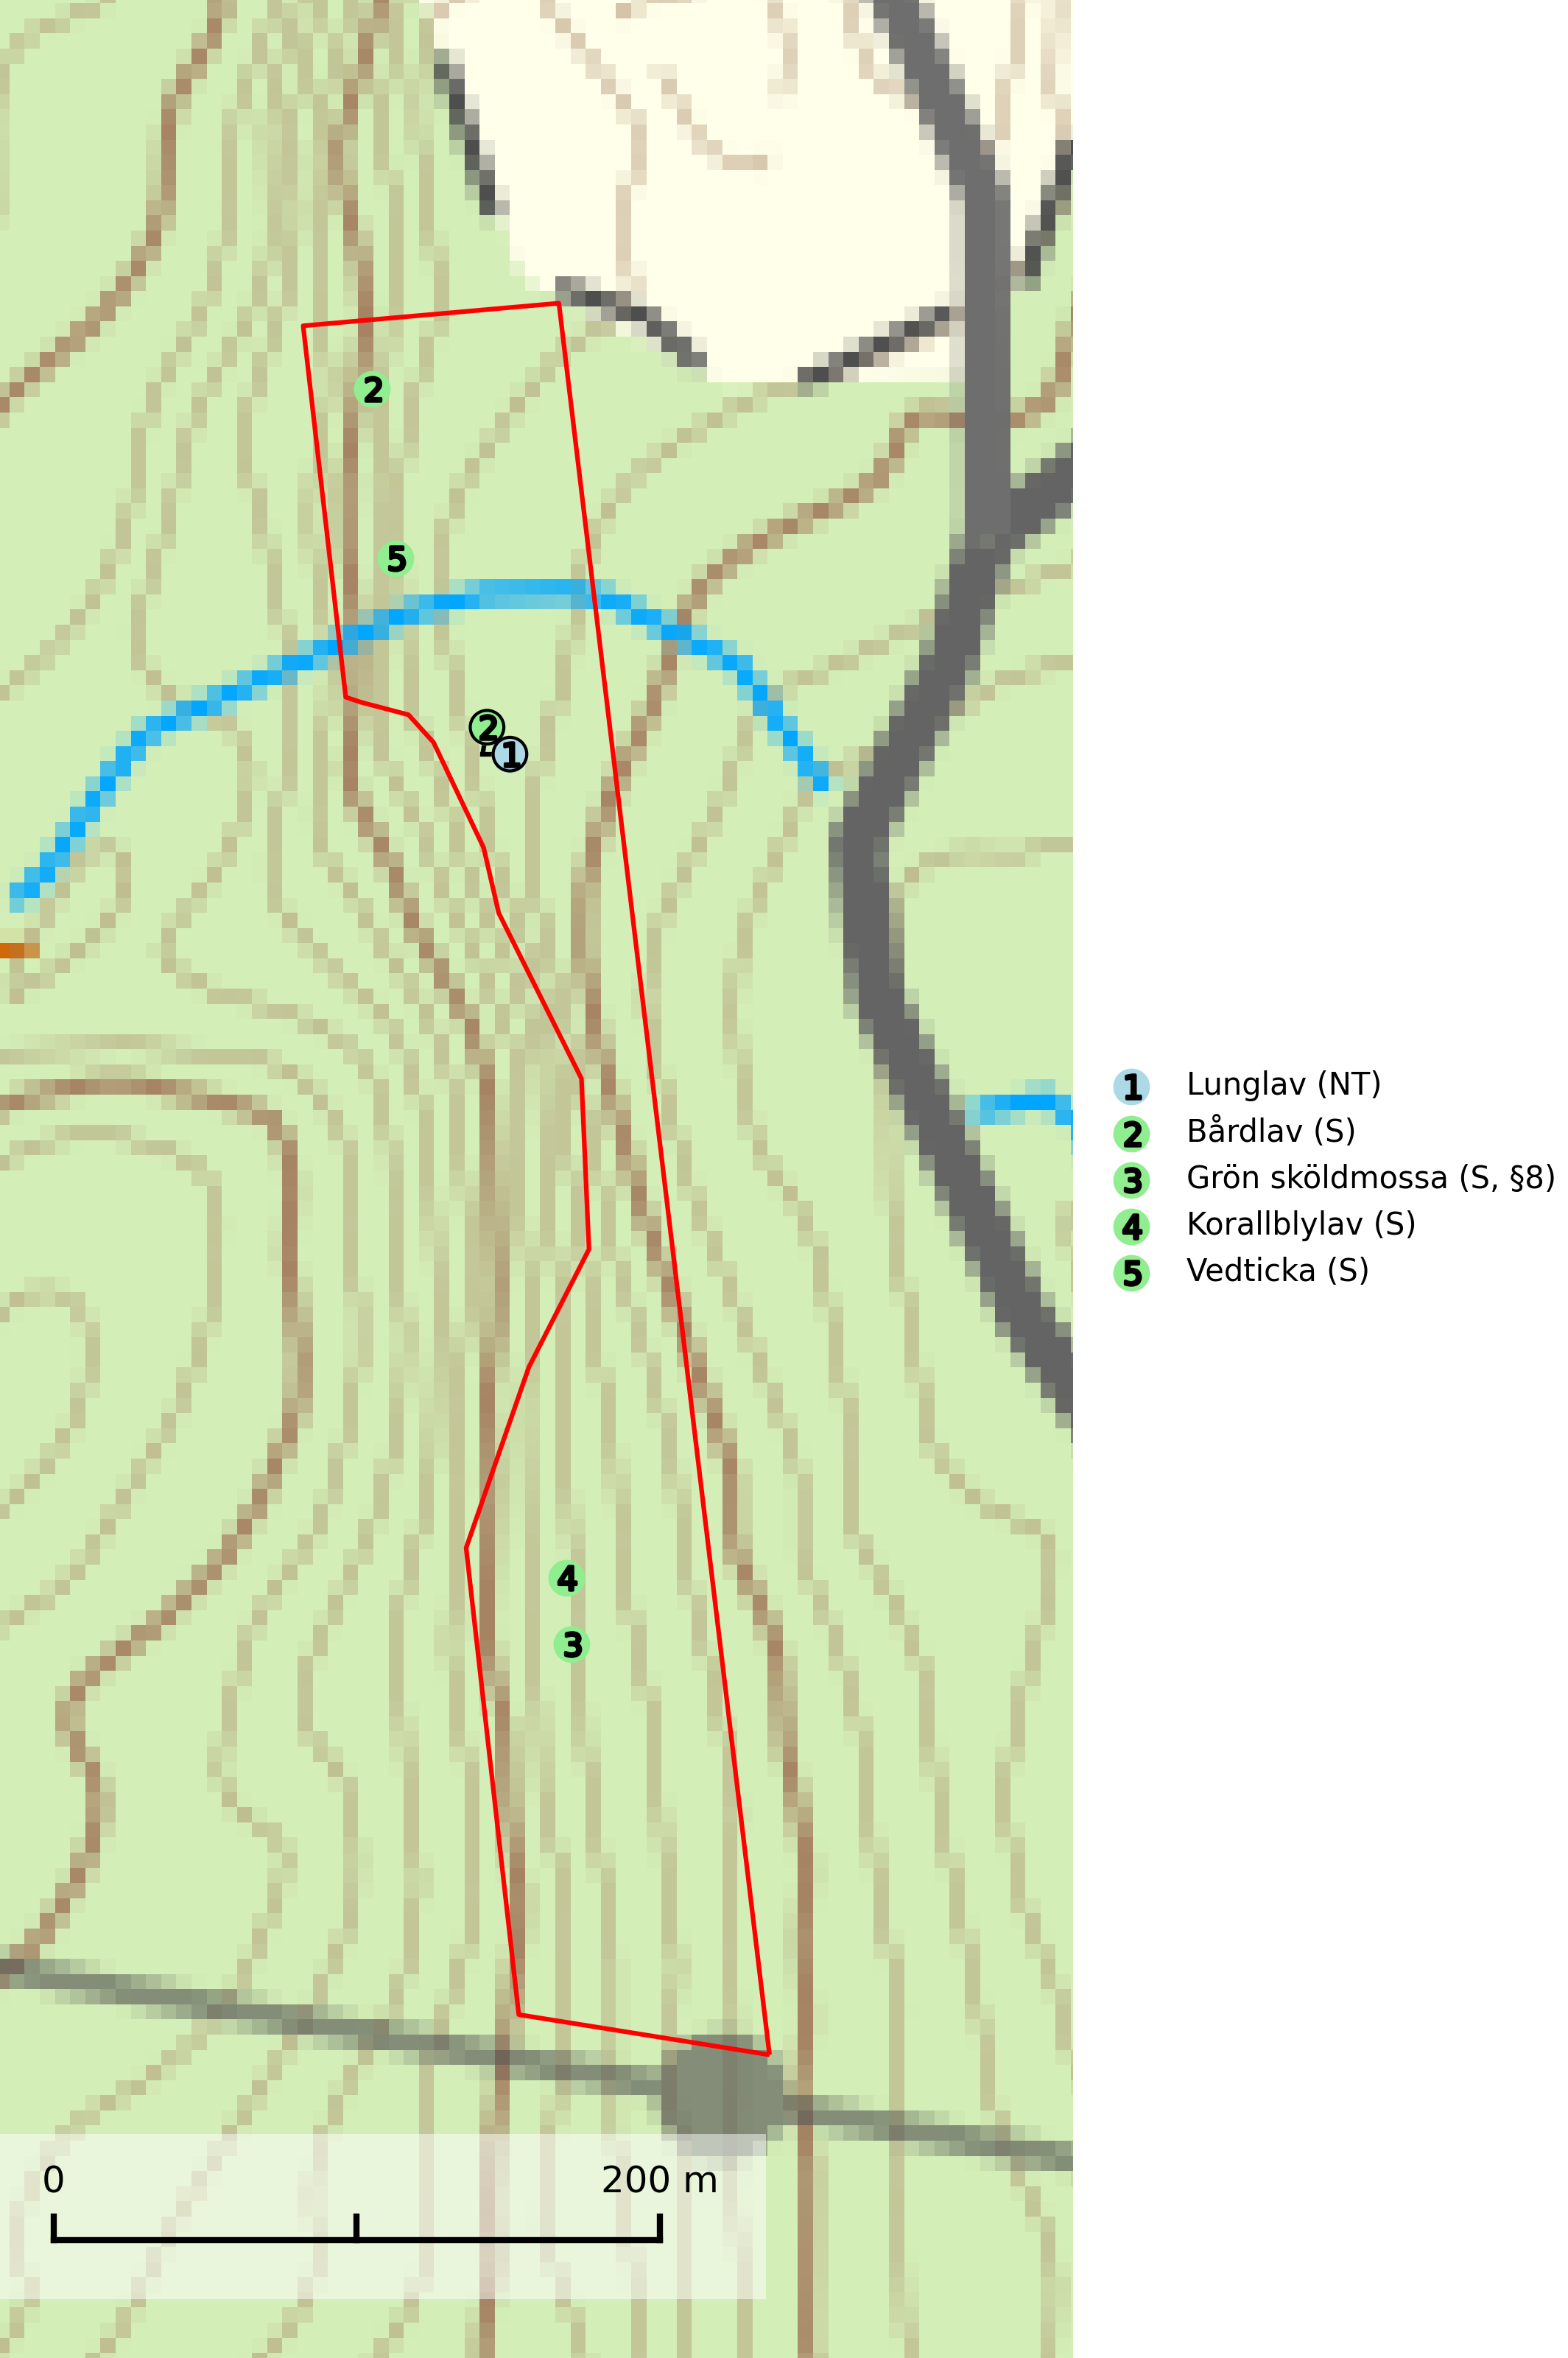 2
5
2
1
1 Lunglav (NT)
2 Bårdlav (S)
3 Grön sköldmossa (S, §8)
4 Korallblylav (S)
5 Vedticka (S)
4
3
0 200 m